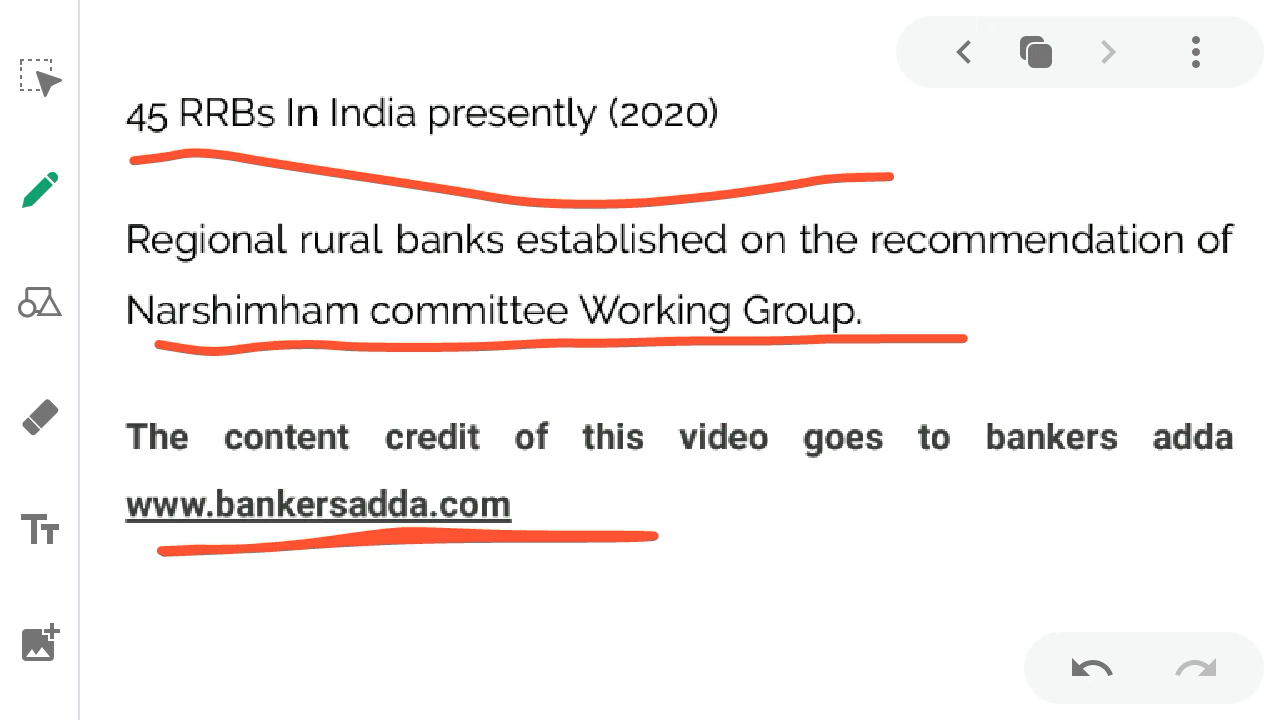 45 RRBs In India presently (2020)
Regional rural banks established on the recommendation of
Narshimham committee Working Group.
The content credit of this video goes to bankers adda
www.bankersadda.com